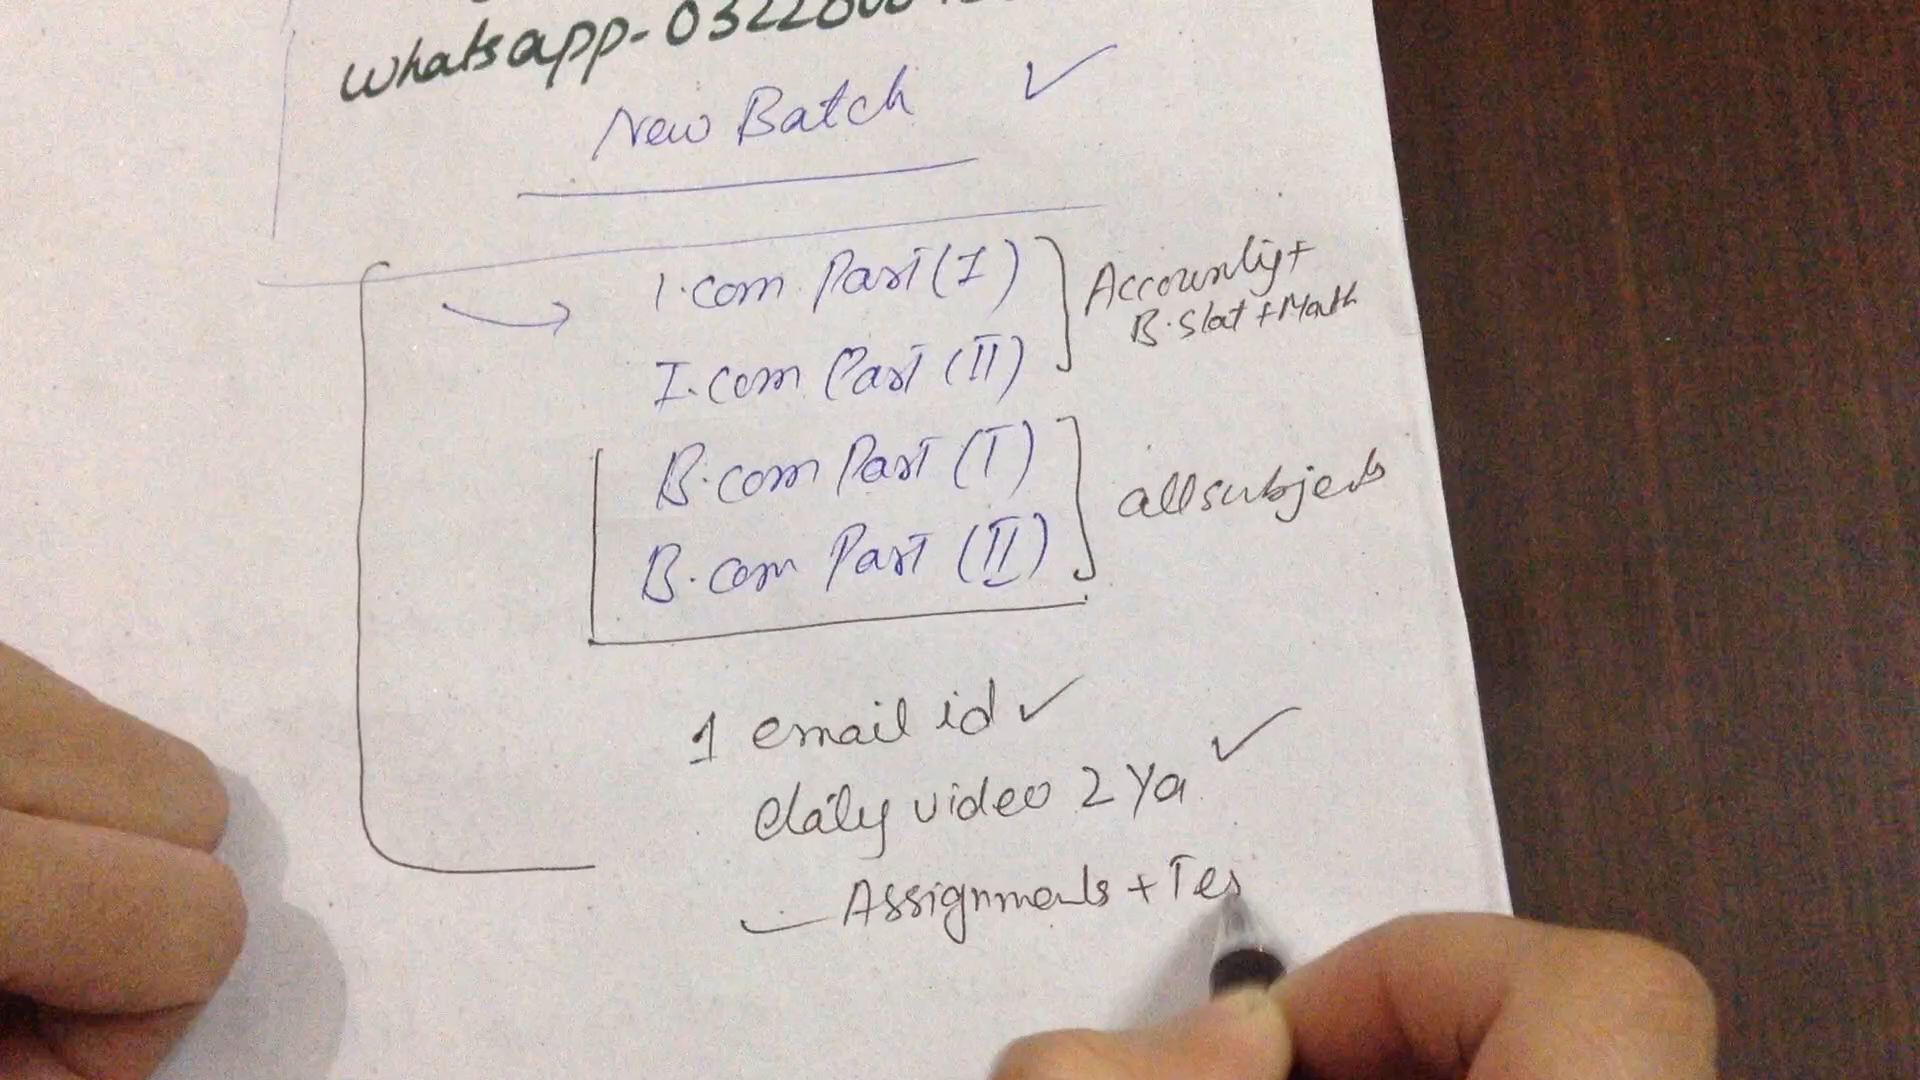 whatsapp-
New Batch
I.com Part (I)
Accounting+
B.Stat + Math
I.com Part (II)
B.com Part (I)
all subjects
B.com Part (II)
1 email id
daily video 2 Ya
Assignments + Tes